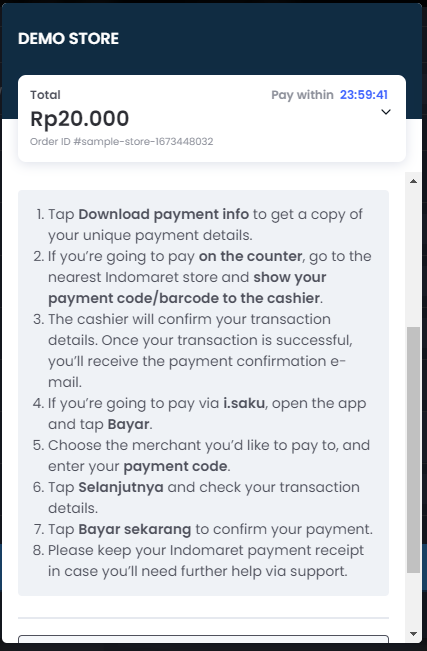 DEMO STORE
Total
Pay within 23:59:41
Rp20.000
Order ID #sample-store-1673448032
1. Tap Download payment info to get a copy of
your unique payment details.
2. If you’re going to pay on the counter, go to the
nearest Indomaret store and show your
payment code/barcode to the cashier.
3. The cashier will confirm your transaction
details. Once your transaction is successful,
you’ll receive the payment confirmation e-
mail.
4. If you’re going to pay via i.saku, open the app
and tap Bayar.
5. Choose the merchant you’d like to pay to, and
enter your payment code.
6. Tap Selanjutnya and check your transaction
details.
7. Tap Bayar sekarang to confirm your payment.
8. Please keep your Indomaret payment receipt
in case you’ll need further help via support.